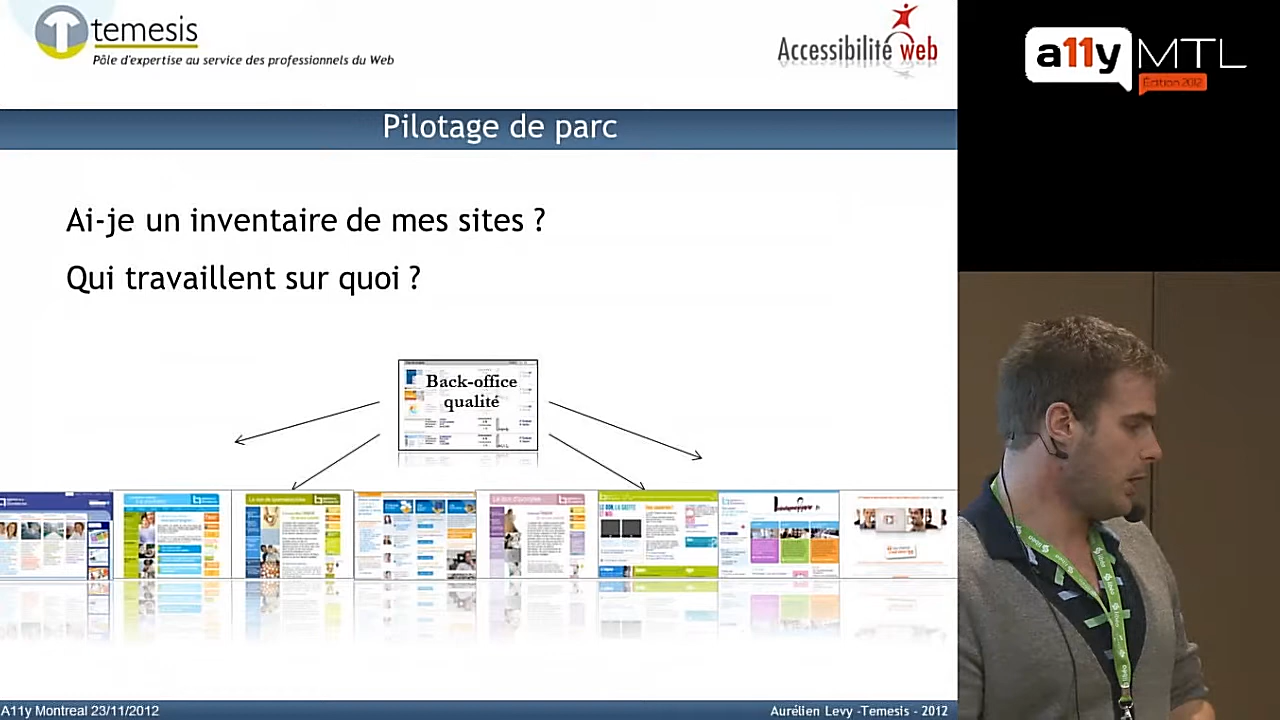 temesis
Pôle d'expertise au service des professionnels du Web
Accessibilité web
a11y MTL
Édition 2012
Pilotage de parc
Ai-je un inventaire de mes sites ?
Qui travaillent sur quoi ?
Back-office
qualité
A11y Montreal 23/11/2012
Aurélien Levy -Temesis - 2012